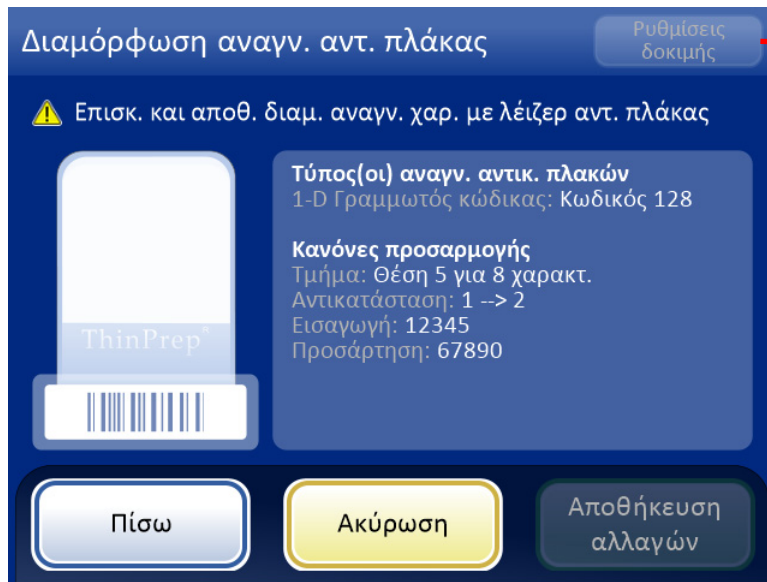 Διαμόρφωση αναγν. αντ. πλάκας
Ρυθμίσεις
δοκιμής
Επισκ. και αποθ. διαμ. αναγν. χαρ. με λέιζερ αντ. πλάκας
Τύπος(οι) αναγν. αντικ. πλακών
1-D Γραμμωτός κώδικας: Κωδικός 128
Κανόνες προσαρμογής
Τμήμα: Θέση 5 για 8 χαρακτ.
Αντικατάσταση: 1 --> 2
Εισαγωγή: 12345
Προσάρτηση: 67890
ThinPrep®
Πίσω
Ακύρωση
Αποθήκευση
αλλαγών